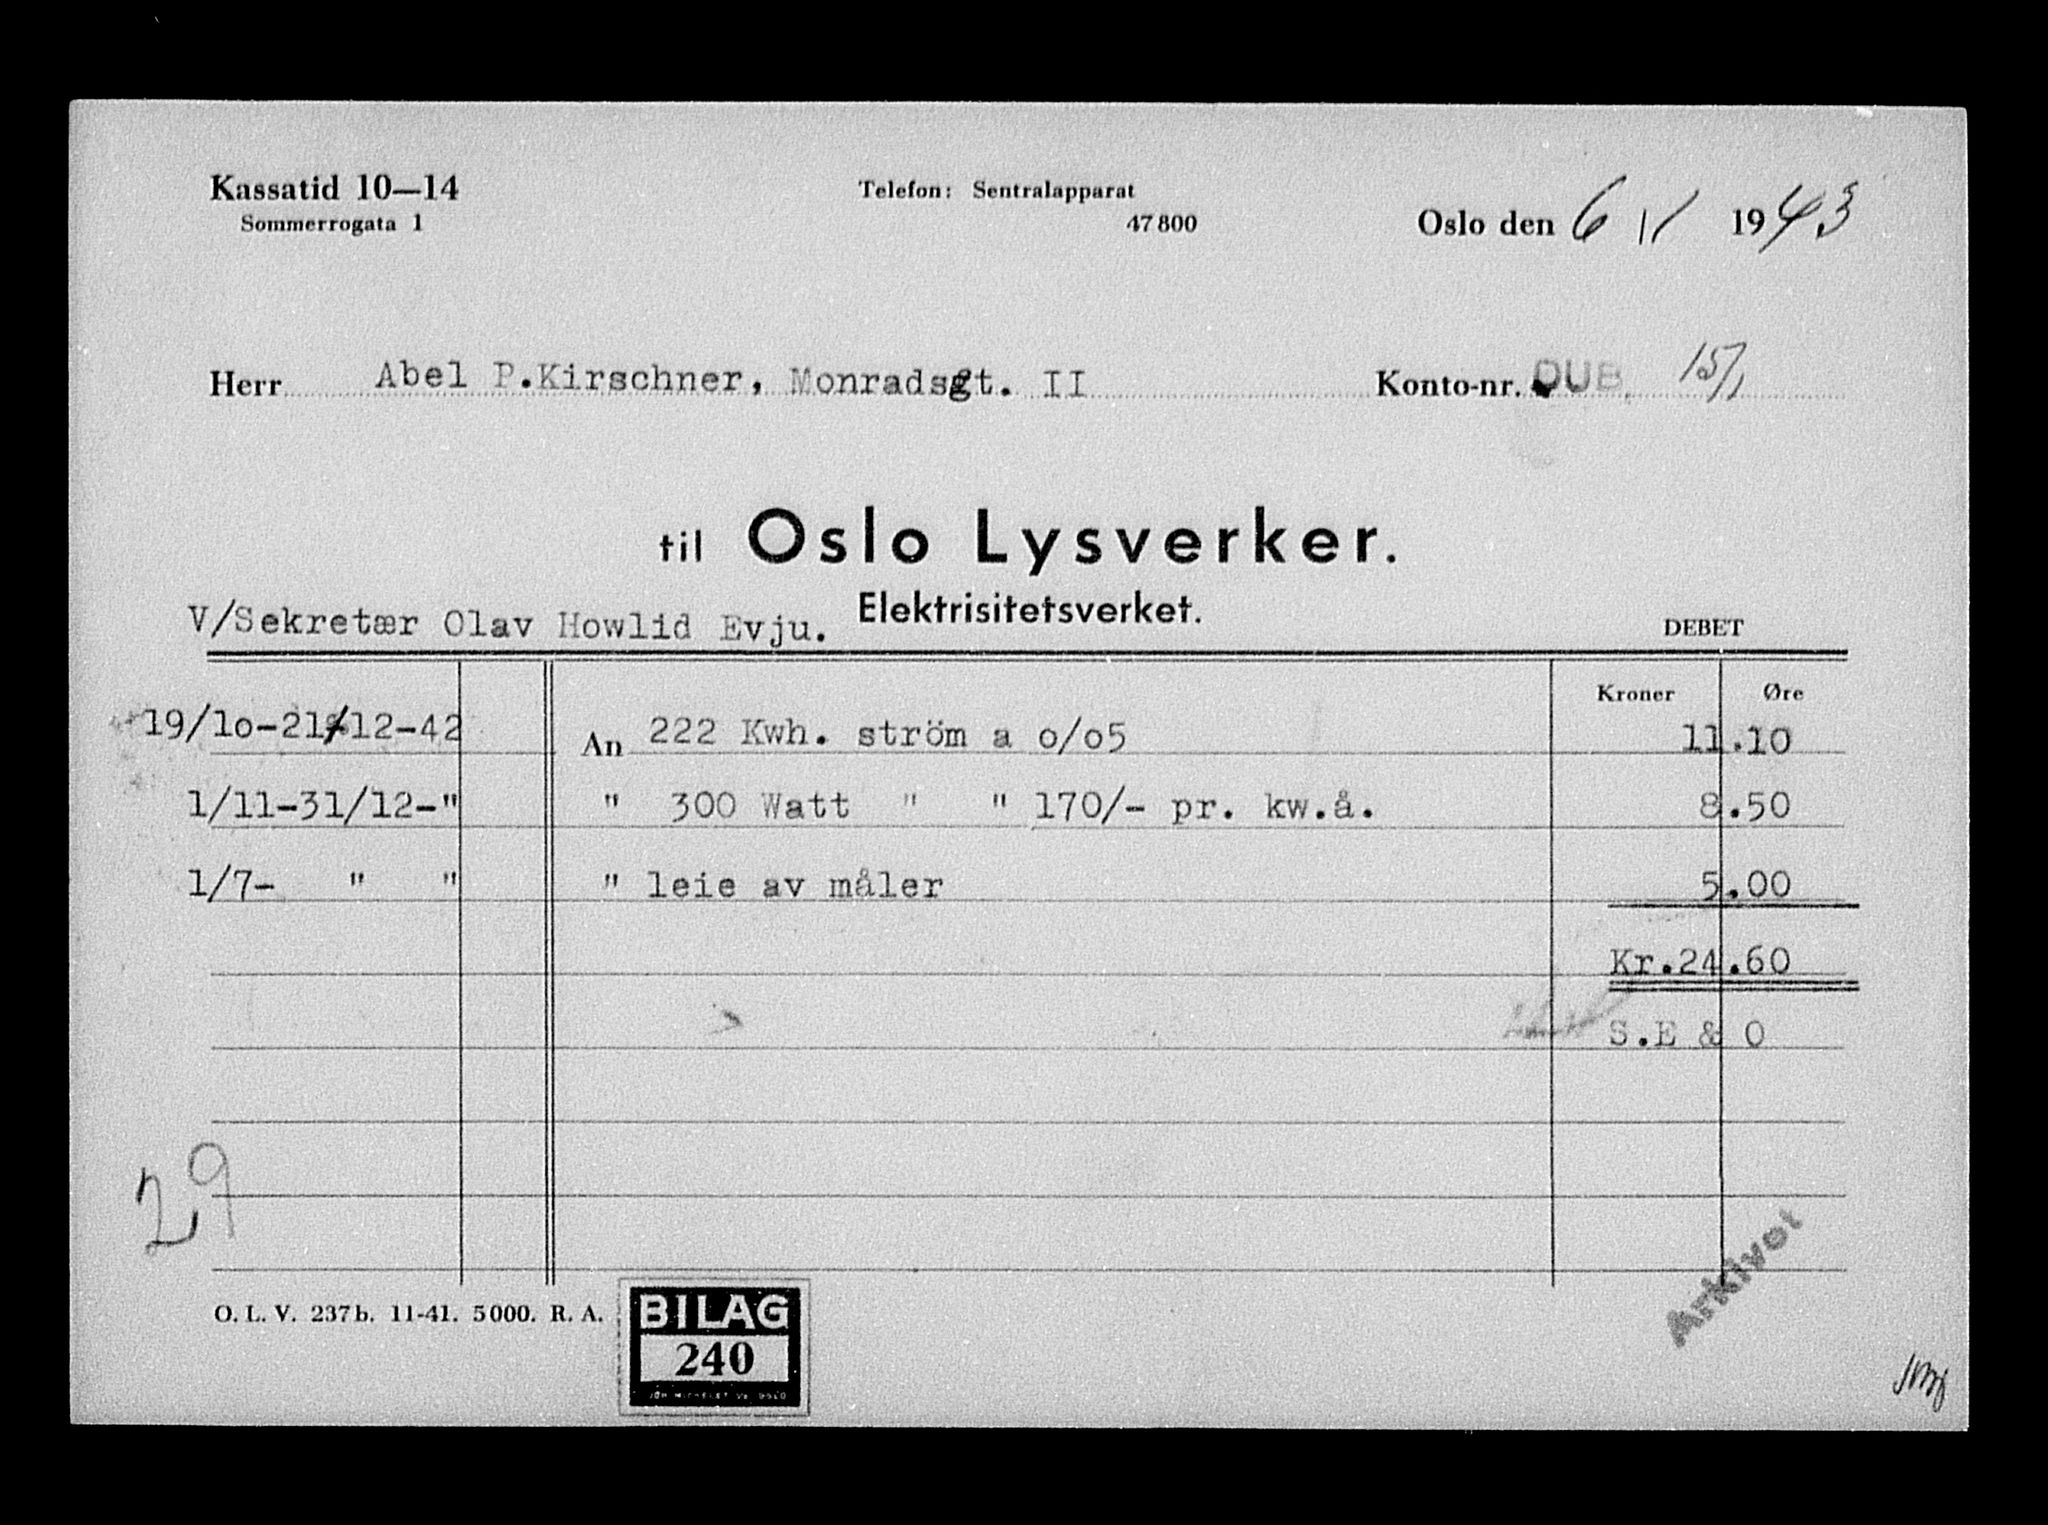 Kassatid 10—14
Sommerrogata 1
Telefon: Sentralapparat
47800
Oslo den 6/1 1943
Herr Abel P.Kirschner, Monradsgt. II Konto-nr. DUB. 15/1
til Oslo Lysverker.
Elektrisitetsverket.
V/Sekretær Olav Howlid Evju.
DEBET
Kroner Øre
19/lo-21/12-42 An 222 Kwh. ström a o/o5 11.10
1/11-31/12-" " 300 Watt " " 170/- pr. kw.å. 8.50
1/7- " " " leie av måler 5.00
Kr.24.60
S.E & O
29
O. L. V. 237b. 11-41. 5000. R. A.
BILAG
240
Arkivet